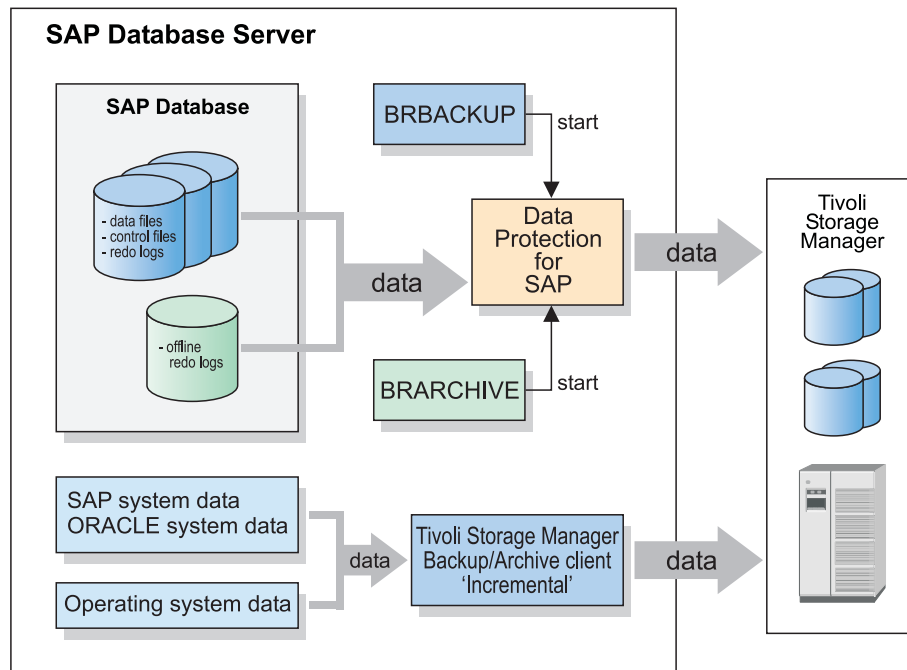 SAP Database Server
SAP Database
- data files
- control files
- redo logs
- offline
redo logs
BRBACKUP
start
data
Data
Protection
for
SAP
data
BRARCHIVE
start
Tivoli
Storage
Manager
SAP system data
ORACLE system data
Operating system data
data
Tivoli Storage Manager
Backup/Archive client
‘Incremental’
data